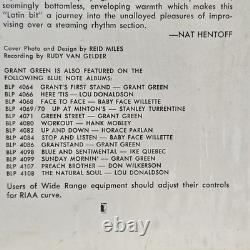 seemingly bottomless, enveloping warmth which makes this
"Latin bit" a journey into the unalloyed pleasures of improvis-
ing over a steaming rhythm section.
—NAT HENTOFF
Cover Photo and Design by REID MILES
Recording by RUDY VAN GELDER
GRANT GREEN IS ALSO FEATURED ON THE
FOLLOWING BLUE NOTE ALBUMS:
BLP 4064 GRANT'S FIRST STAND — GRANT GREEN
BLP 4066 HERE 'TIS — LOU DONALDSON
BLP 4068 FACE TO FACE — BABY FACE WILLETTE
BLP 4069/70 UP AT MINTON'S — STANLEY TURRENTINE
BLP 4071 GREEN STREET — GRANT GREEN
BLP 4080 WORKOUT — HANK MOBLEY
BLP 4082 UP AND DOWN — HORACE PARLAN
BLP 4084 STOP AND LISTEN — BABY FACE WILLETTE
BLP 4086 GRANTSTAND — GRANT GREEN
BLP 4098 BLUE AND SENTIMENTAL — IKE QUEBEC
BLP 4099 SUNDAY MORNIN' — GRANT GREEN
BLP 4107 PREACH BROTHER — DON WILKERSON
BLP 4108 THE NATURAL SOUL — LOU DONALDSON
Users of Wide Range equipment should adjust their controls
for RIAA curve.